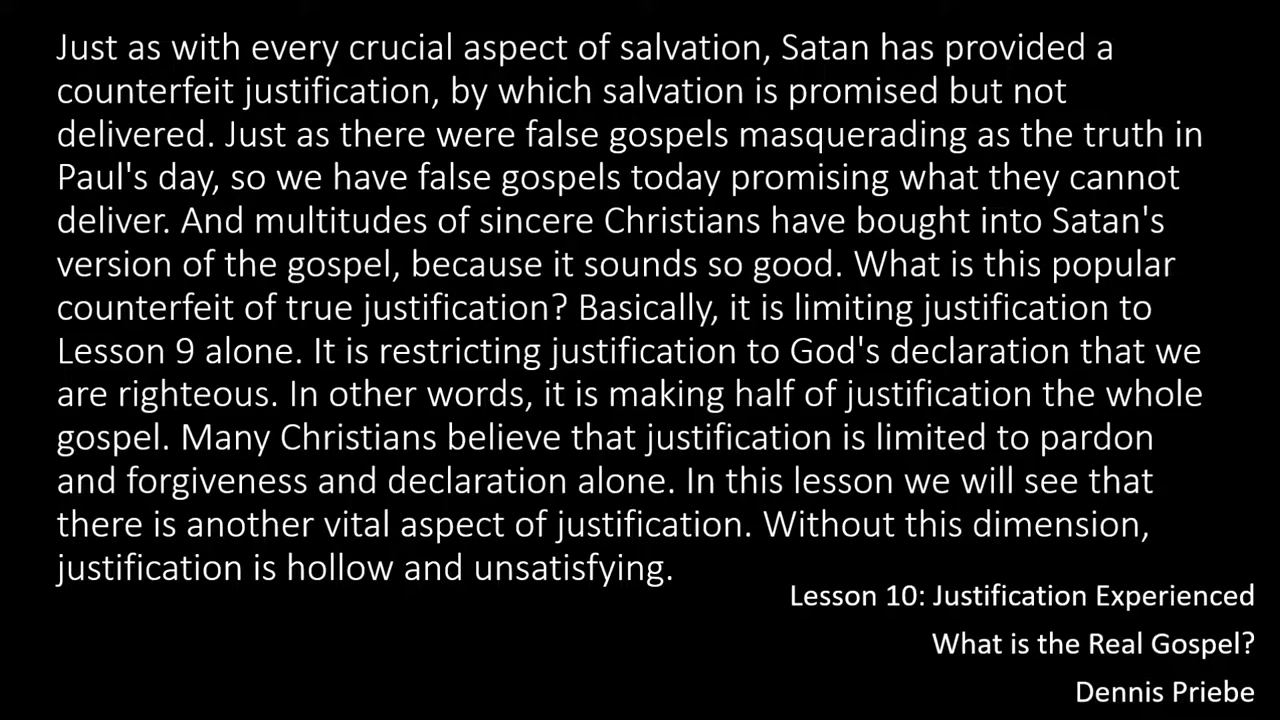 Just as with every crucial aspect of salvation, Satan has provided a
counterfeit justification, by which salvation is promised but not
delivered. Just as there were false gospels masquerading as the truth in
Paul's day, so we have false gospels today promising what they cannot
deliver. And multitudes of sincere Christians have bought into Satan's
version of the gospel, because it sounds so good. What is this popular
counterfeit of true justification? Basically, it is limiting justification to
Lesson 9 alone. It is restricting justification to God's declaration that we
are righteous. In other words, it is making half of justification the whole
gospel. Many Christians believe that justification is limited to pardon
and forgiveness and declaration alone. In this lesson we will see that
there is another vital aspect of justification. Without this dimension,
justification is hollow and unsatisfying.
Lesson 10: Justification Experienced
What is the Real Gospel?
Dennis Priebe